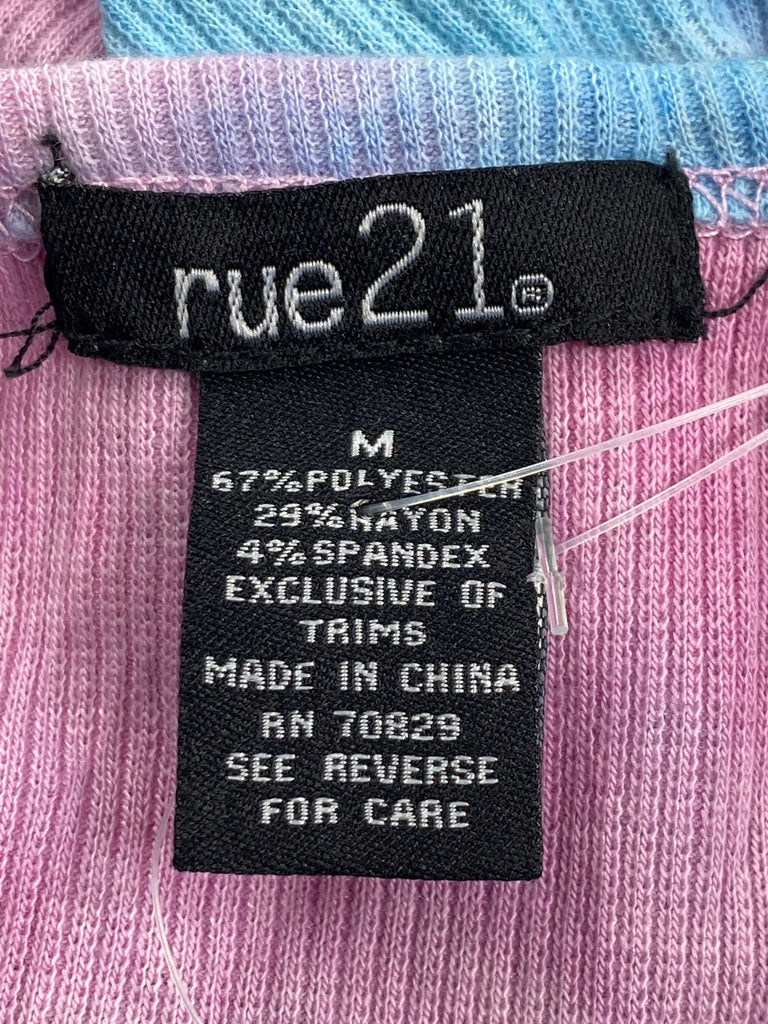 rue21®
M
67%POLYESTER
29%RAYON
4%SPANDEX
EXCLUSIVE OF
TRIMS
MADE IN CHINA
RN 70829
SEE REVERSE
FOR CARE